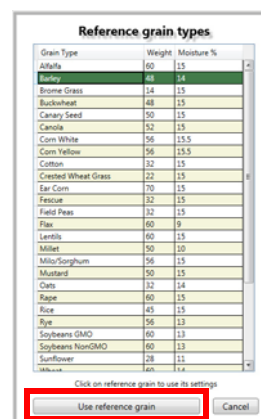 Reference grain types
Grain Type Weight Moisture %
Alfalfa 60 15
Barley 48 14
Brome Grass 14 15
Buckwheat 48 15
Canary Seed 50 15
Canola 52 15
Corn White 56 15.5
Corn Yellow 56 15.5
Cotton 32 15
Crested Wheat Grass 22 15
Ear Corn 70 15
Fescue 32 15
Field Peas 32 15
Flax 60 9
Lentils 60 15
Millet 50 10
Milo/Sorghum 56 15
Mustard 50 15
Oats 32 14
Rape 60 15
Rice 45 15
Rye 56 13
Soybeans GMO 60 13
Soybeans NonGMO 60 13
Sunflower 28 11
Wheat 60 14
Click on reference grain to use its settings
Use reference grain Cancel